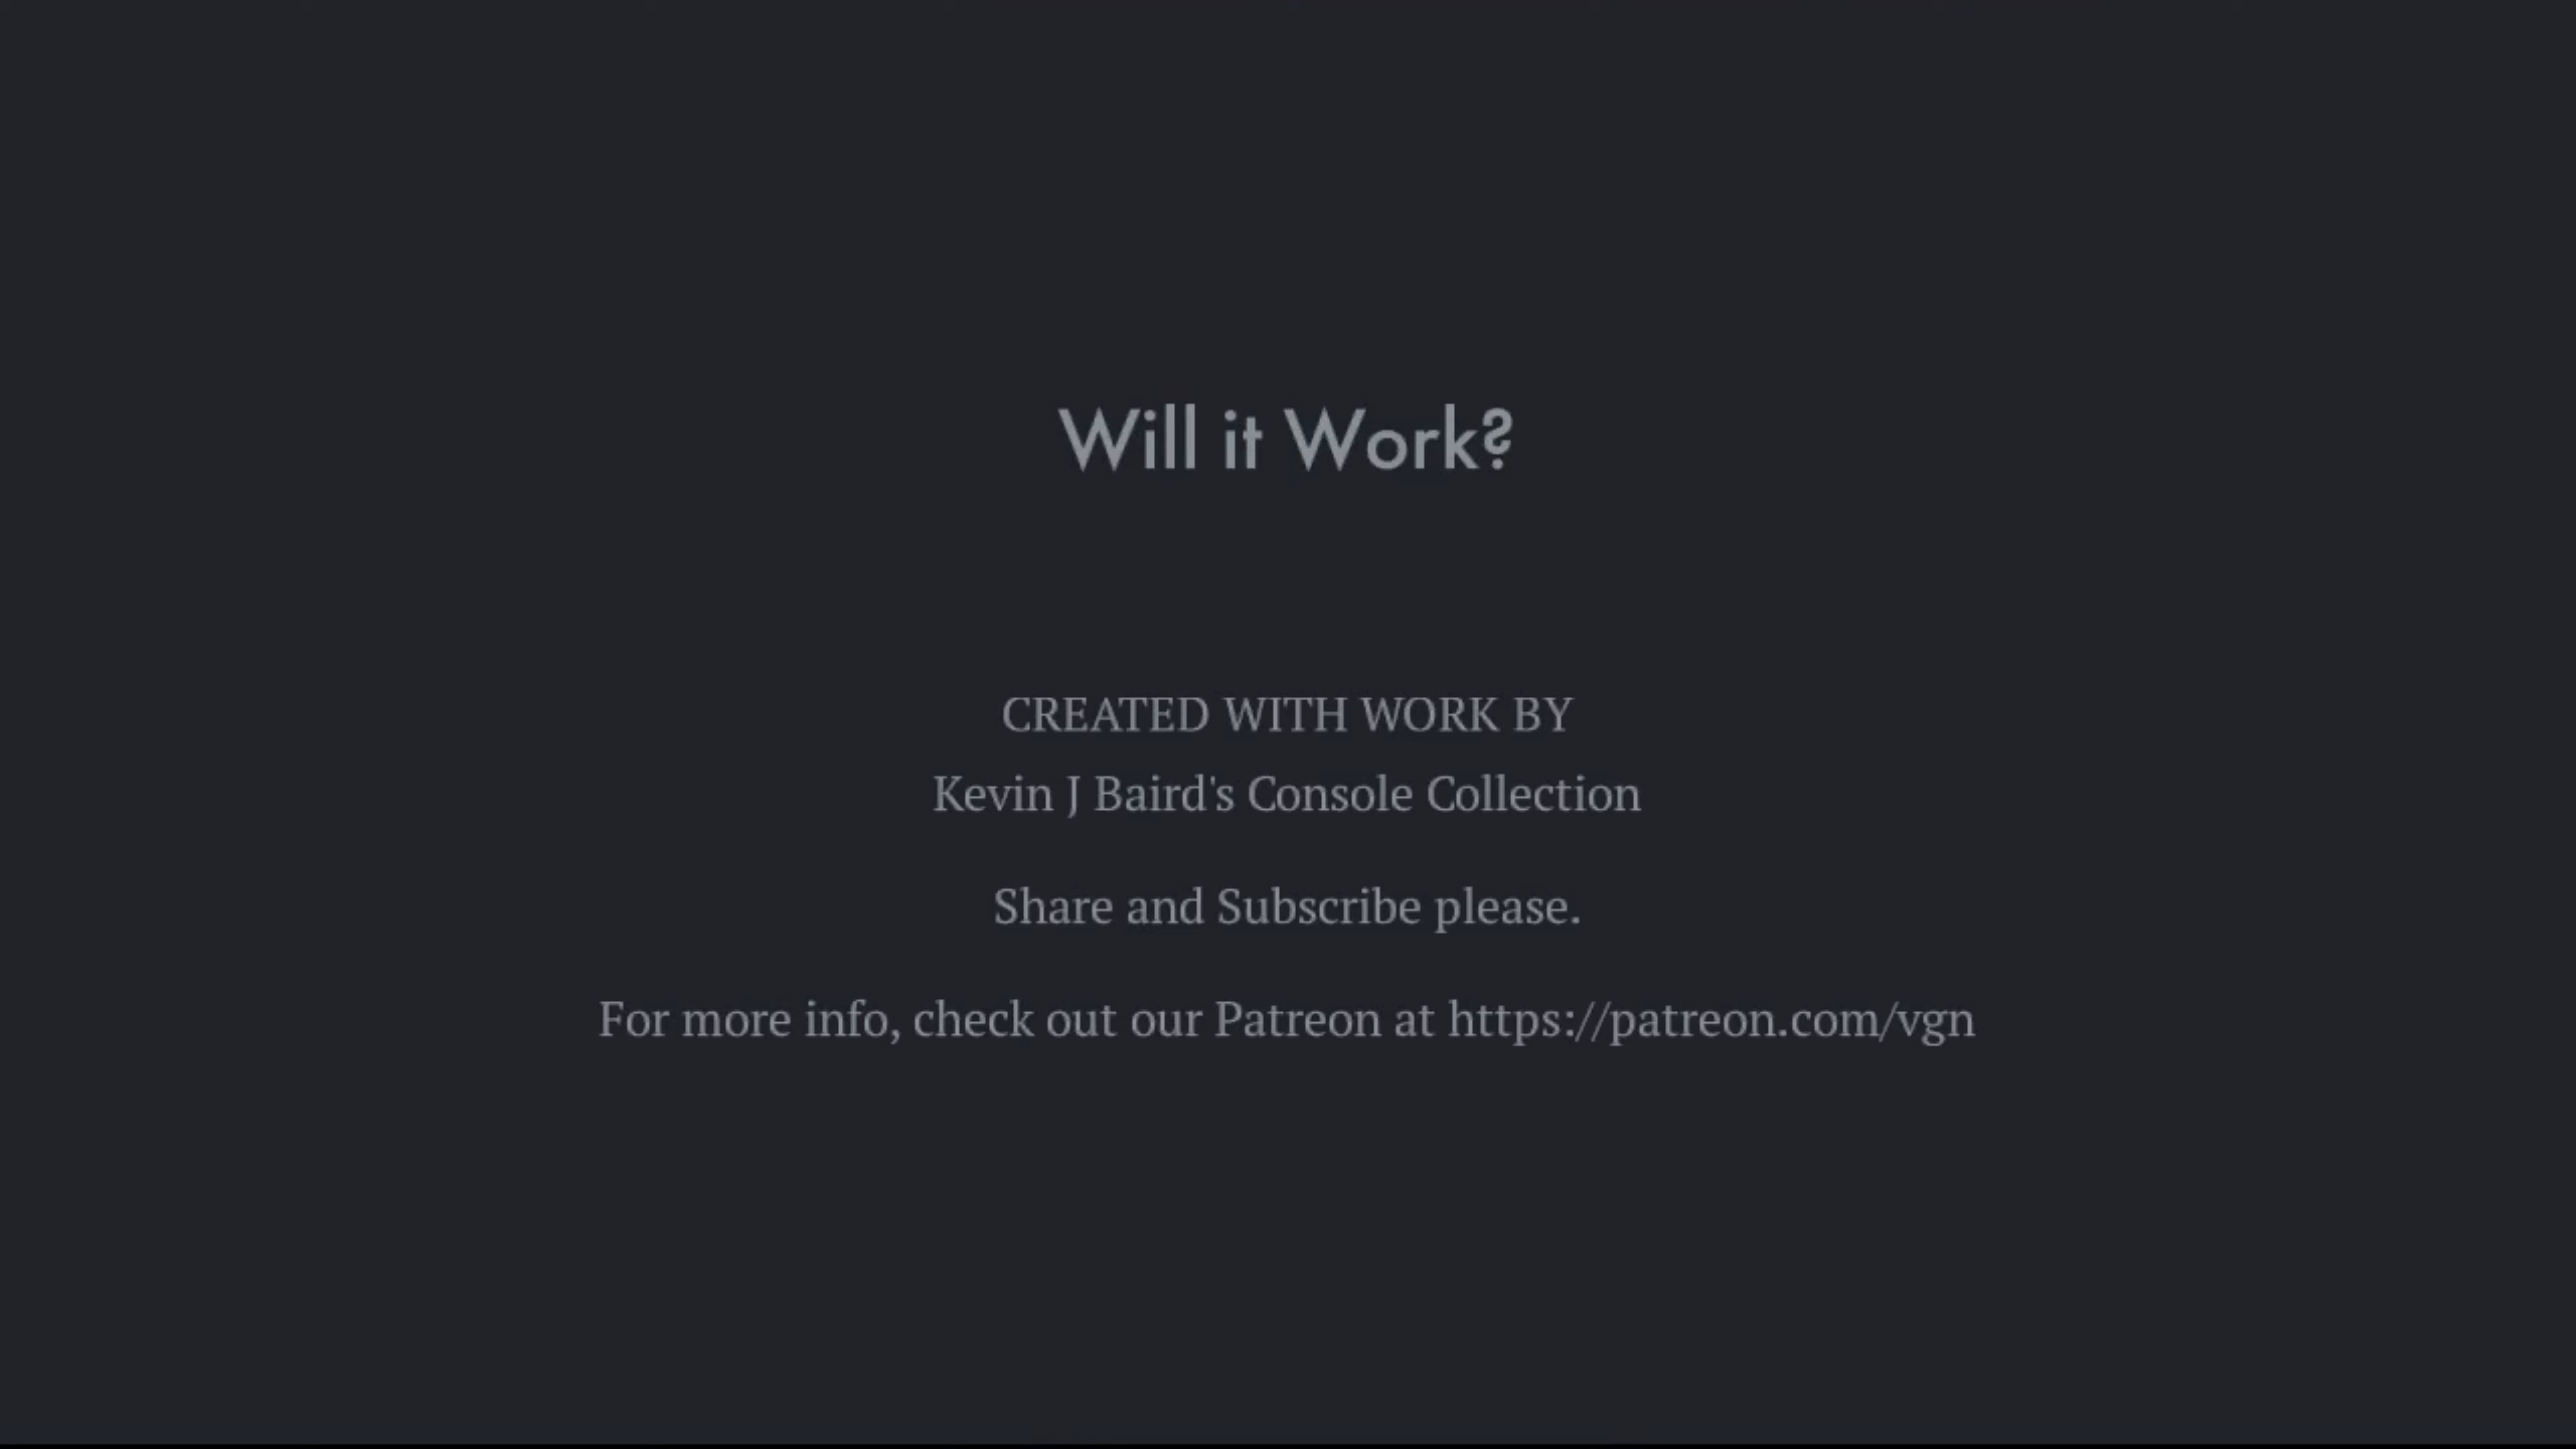 Will it Work?
CREATED WITH WORK BY
Kevin J Baird's Console Collection
Share and Subscribe please.
For more info, check out our Patreon at https://patreon.com/vgn